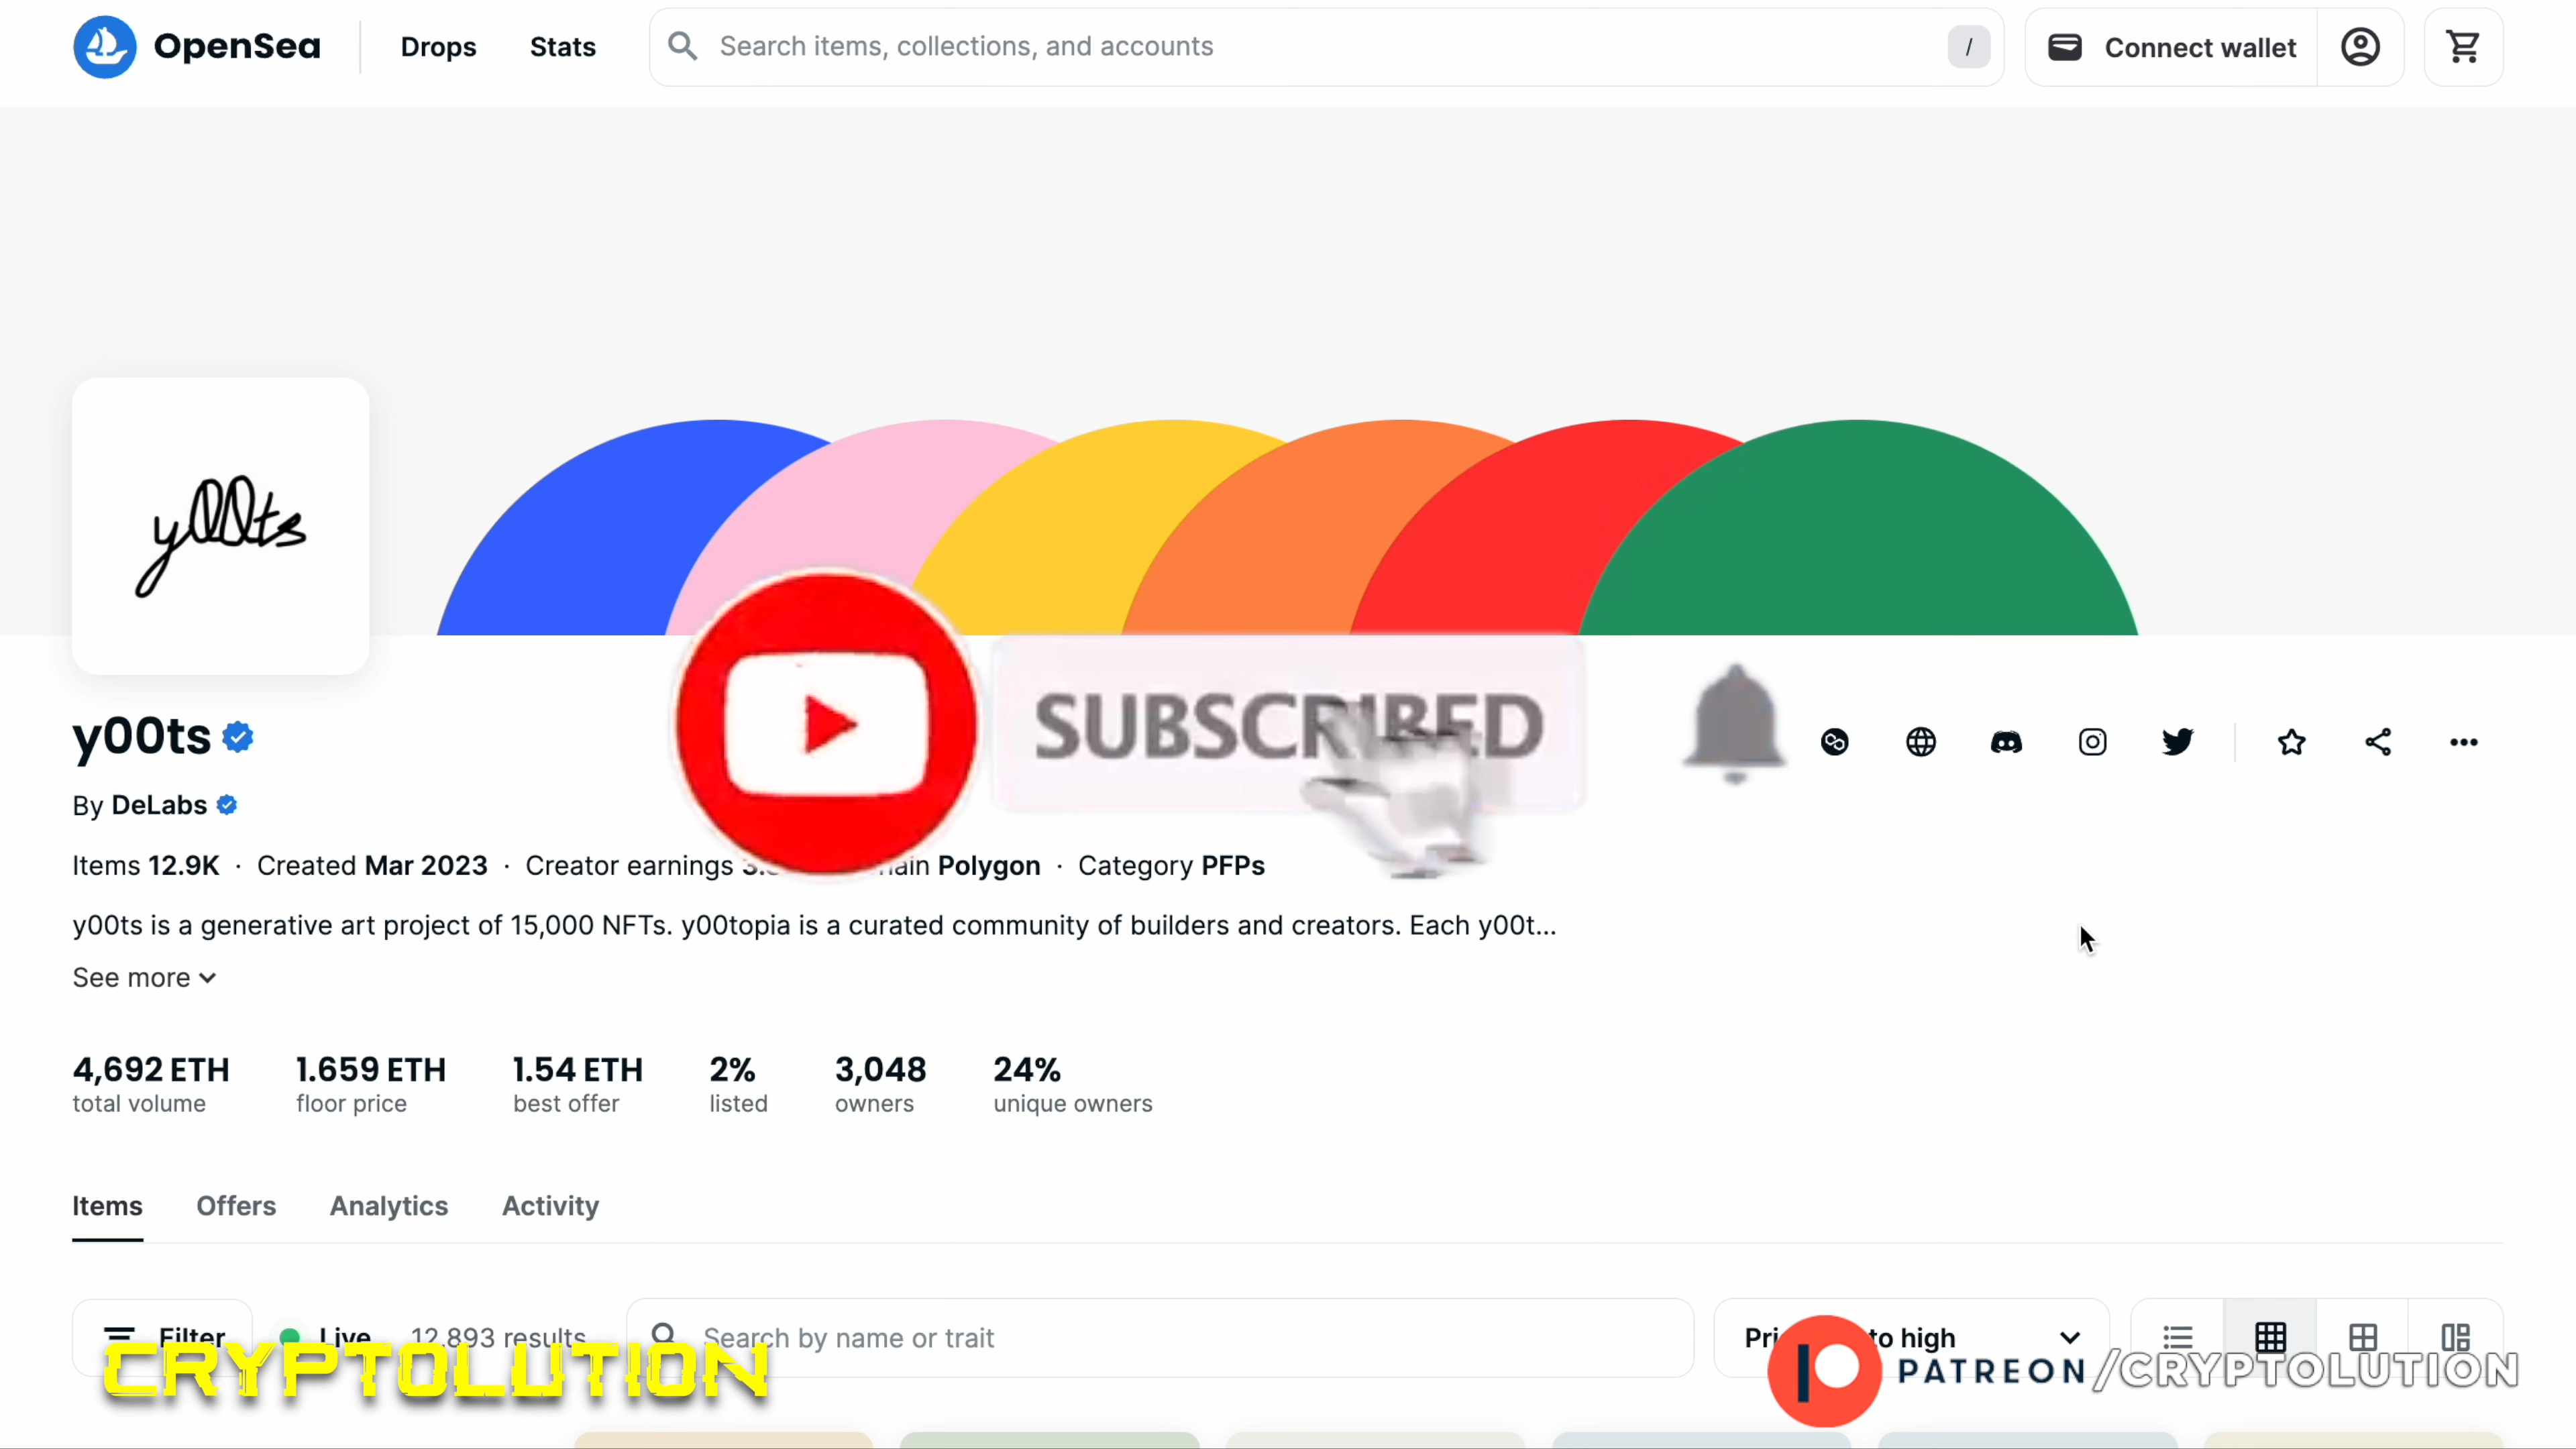 OpenSea
Drops
Stats
Search items, collections, and accounts
/
Connect wallet
y00ts
SUBSCRIBED
y00ts
By DeLabs
Items 12.9K · Created Mar 2023 · Creator earnings Polygon · Category PFPs
y00ts is a generative art project of 15,000 NFTs. y00topia is a curated community of builders and creators. Each y00t...
See more
4,692 ETH
total volume
1.659 ETH
floor price
1.54 ETH
best offer
2%
listed
3,048
owners
24%
unique owners
Items
Offers
Analytics
Activity
Filter
Live
12,893 results
Search by name or trait
to high
CRYPTOLUTION
PATREON/CRYPTOLUTION